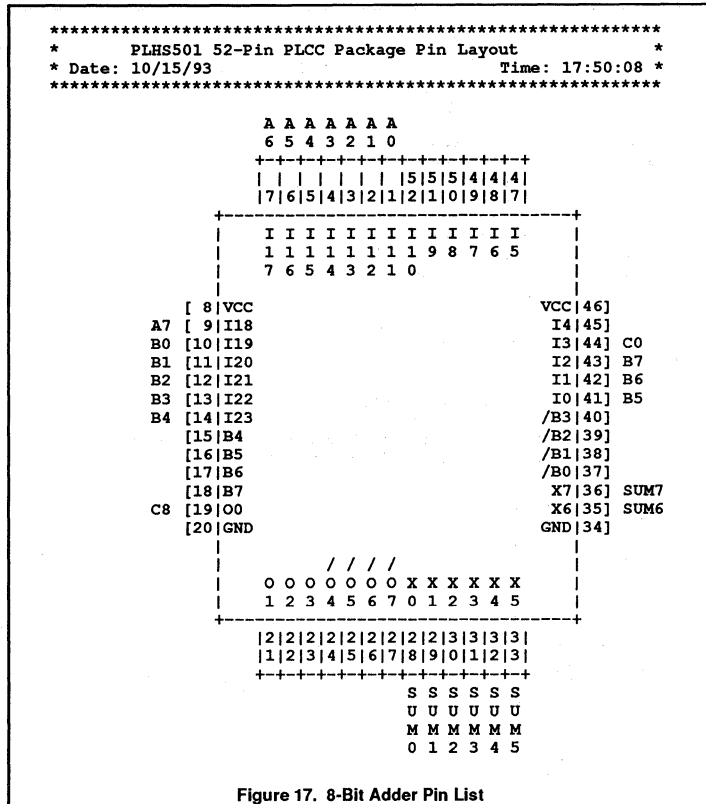 *************************************************************
*       PLHS501 52-Pin PLCC Package Pin Layout              *
* Date: 10/15/93                            Time: 17:50:08 *
*************************************************************
A A A A A A A
6 5 4 3 2 1 0
+-+-+-+-+-+-+-+-+-+-+-+-+-+
| | | | | | | |5|5|5|4|4|4|
|7|6|5|4|3|2|1|2|1|0|9|8|7|
+-----------------------------------+
| I I I I I I I I I I I I I |
| 1 1 1 1 1 1 1 1 9 8 7 6 5 |
| 7 6 5 4 3 2 1 0 |
| |
[ 8|VCC VCC|46]
A7 [ 9|I18 I4|45]
B0 [10|I19 I3|44] C0
B1 [11|I20 I2|43] B7
B2 [12|I21 I1|42] B6
B3 [13|I22 I0|41] B5
B4 [14|I23 /B3|40]
[15|B4 /B2|39]
[16|B5 /B1|38]
[17|B6 /B0|37]
[18|B7 X7|36] SUM7
C8 [19|O0 X6|35] SUM6
[20|GND GND|34]
| |
| / / / / |
| O O O O O O O X X X X X X |
| 1 2 3 4 5 6 7 0 1 2 3 4 5 |
+-----------------------------------+
|2|2|2|2|2|2|2|2|2|3|3|3|3|
|1|2|3|4|5|6|7|8|9|0|1|2|3|
+-+-+-+-+-+-+-+-+-+-+-+-+-+
S S S S S S
U U U U U U
M M M M M M
0 1 2 3 4 5
Figure 17. 8-Bit Adder Pin List